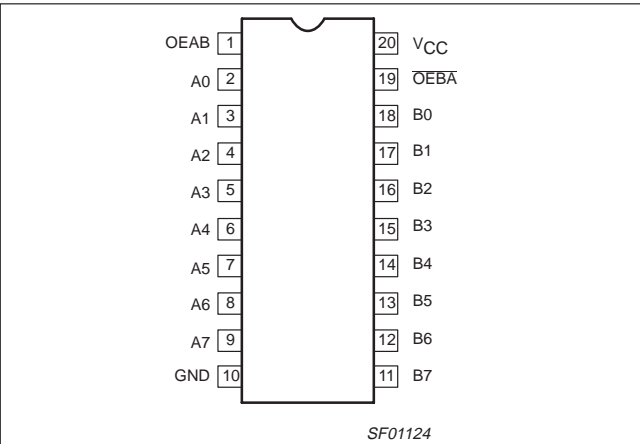 OEAB 1 20 VCC
A0 2 19 OEBA
A1 3 18 B0
A2 4 17 B1
A3 5 16 B2
A4 6 15 B3
A5 7 14 B4
A6 8 13 B5
A7 9 12 B6
GND 10 11 B7
SF01124